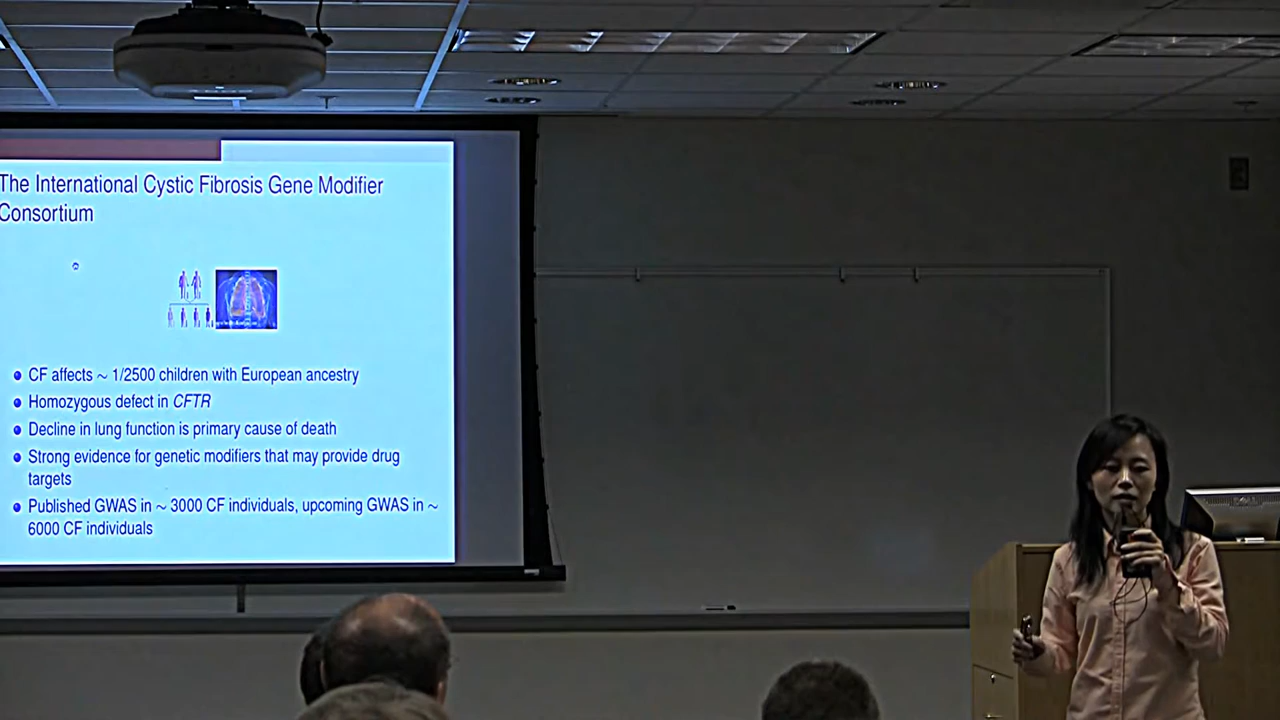 The International Cystic Fibrosis Gene Modifier
Consortium
CF affects ~ 1/2500 children with European ancestry
Homozygous defect in CFTR
Decline in lung function is primary cause of death
Strong evidence for genetic modifiers that may provide drug
targets
Published GWAS in ~ 3000 CF individuals, upcoming GWAS in ~
6000 CF individuals